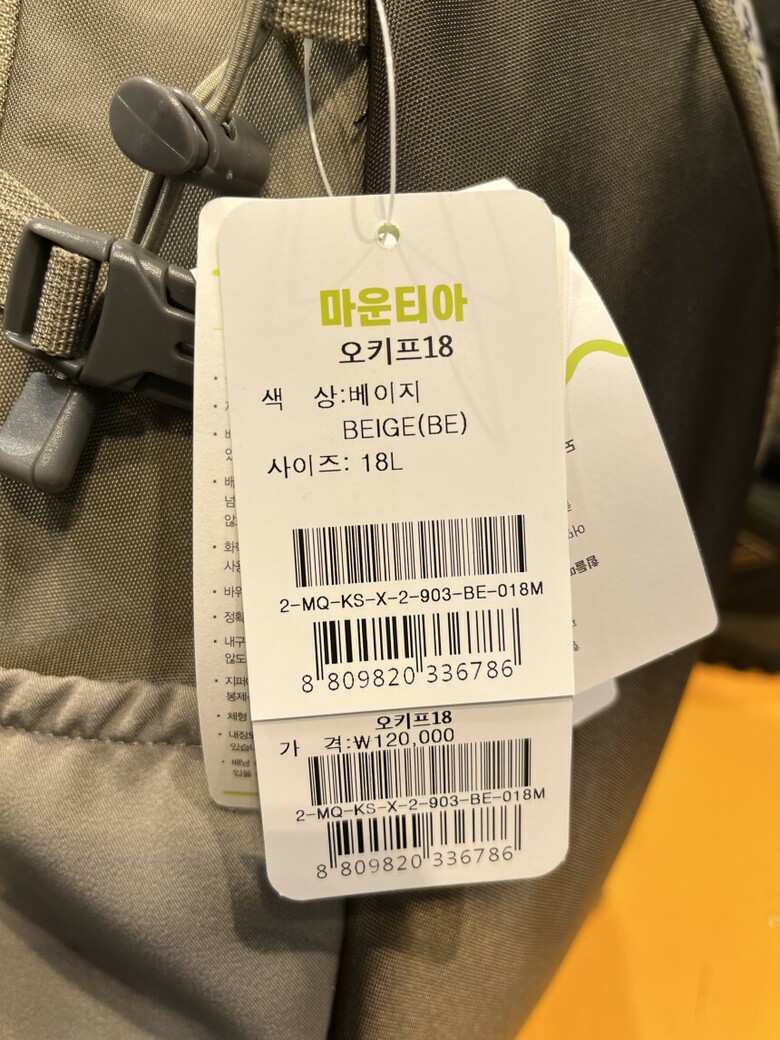 마운티아
오키프18
색 상:베이지
BEIGE(BE)
사이즈: 18L
2-MQ-KS-X-2-903-BE-018M
8 809820 336786
오키프18
가 격:₩120,000
2-MQ-KS-X-2-903-BE-018M
8 809820 336786